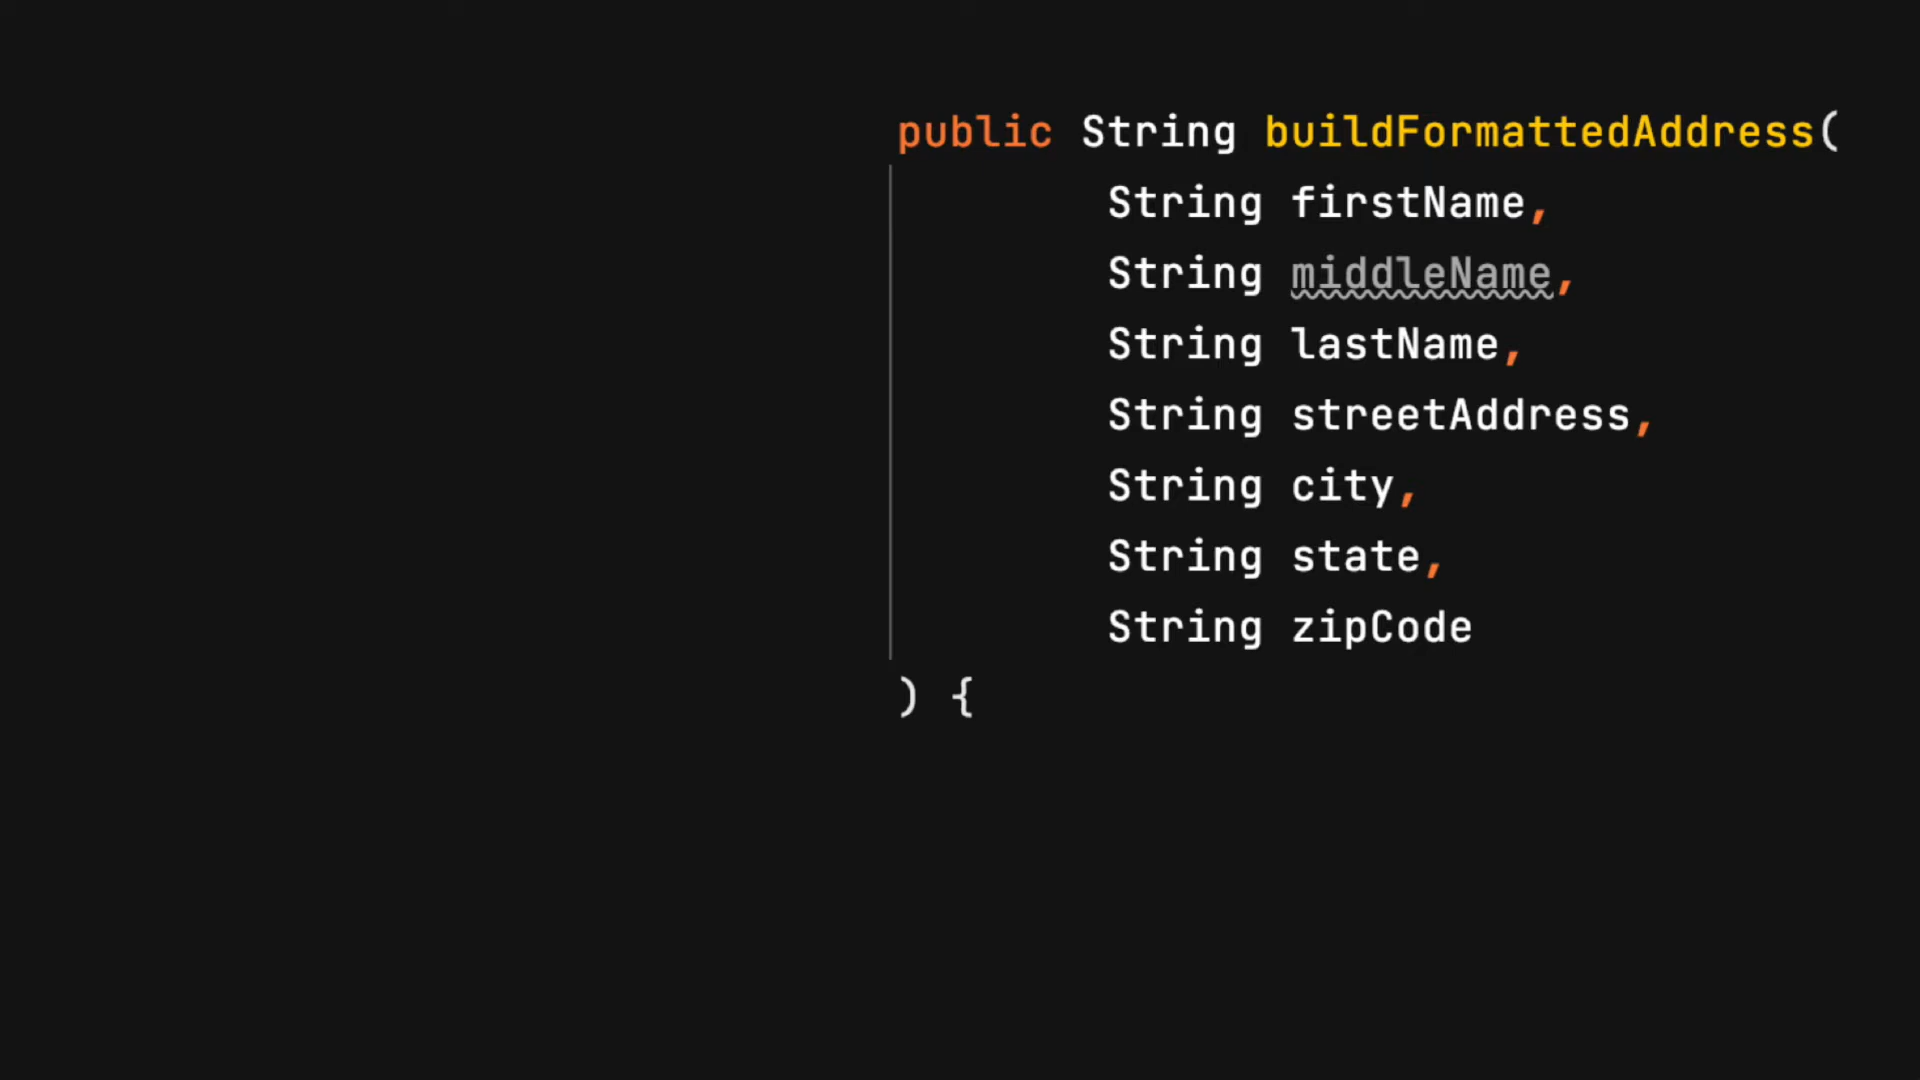 public String buildFormattedAddress(
String firstName,
String middleName,
String lastName,
String streetAddress,
String city,
String state,
String zipCode
) {